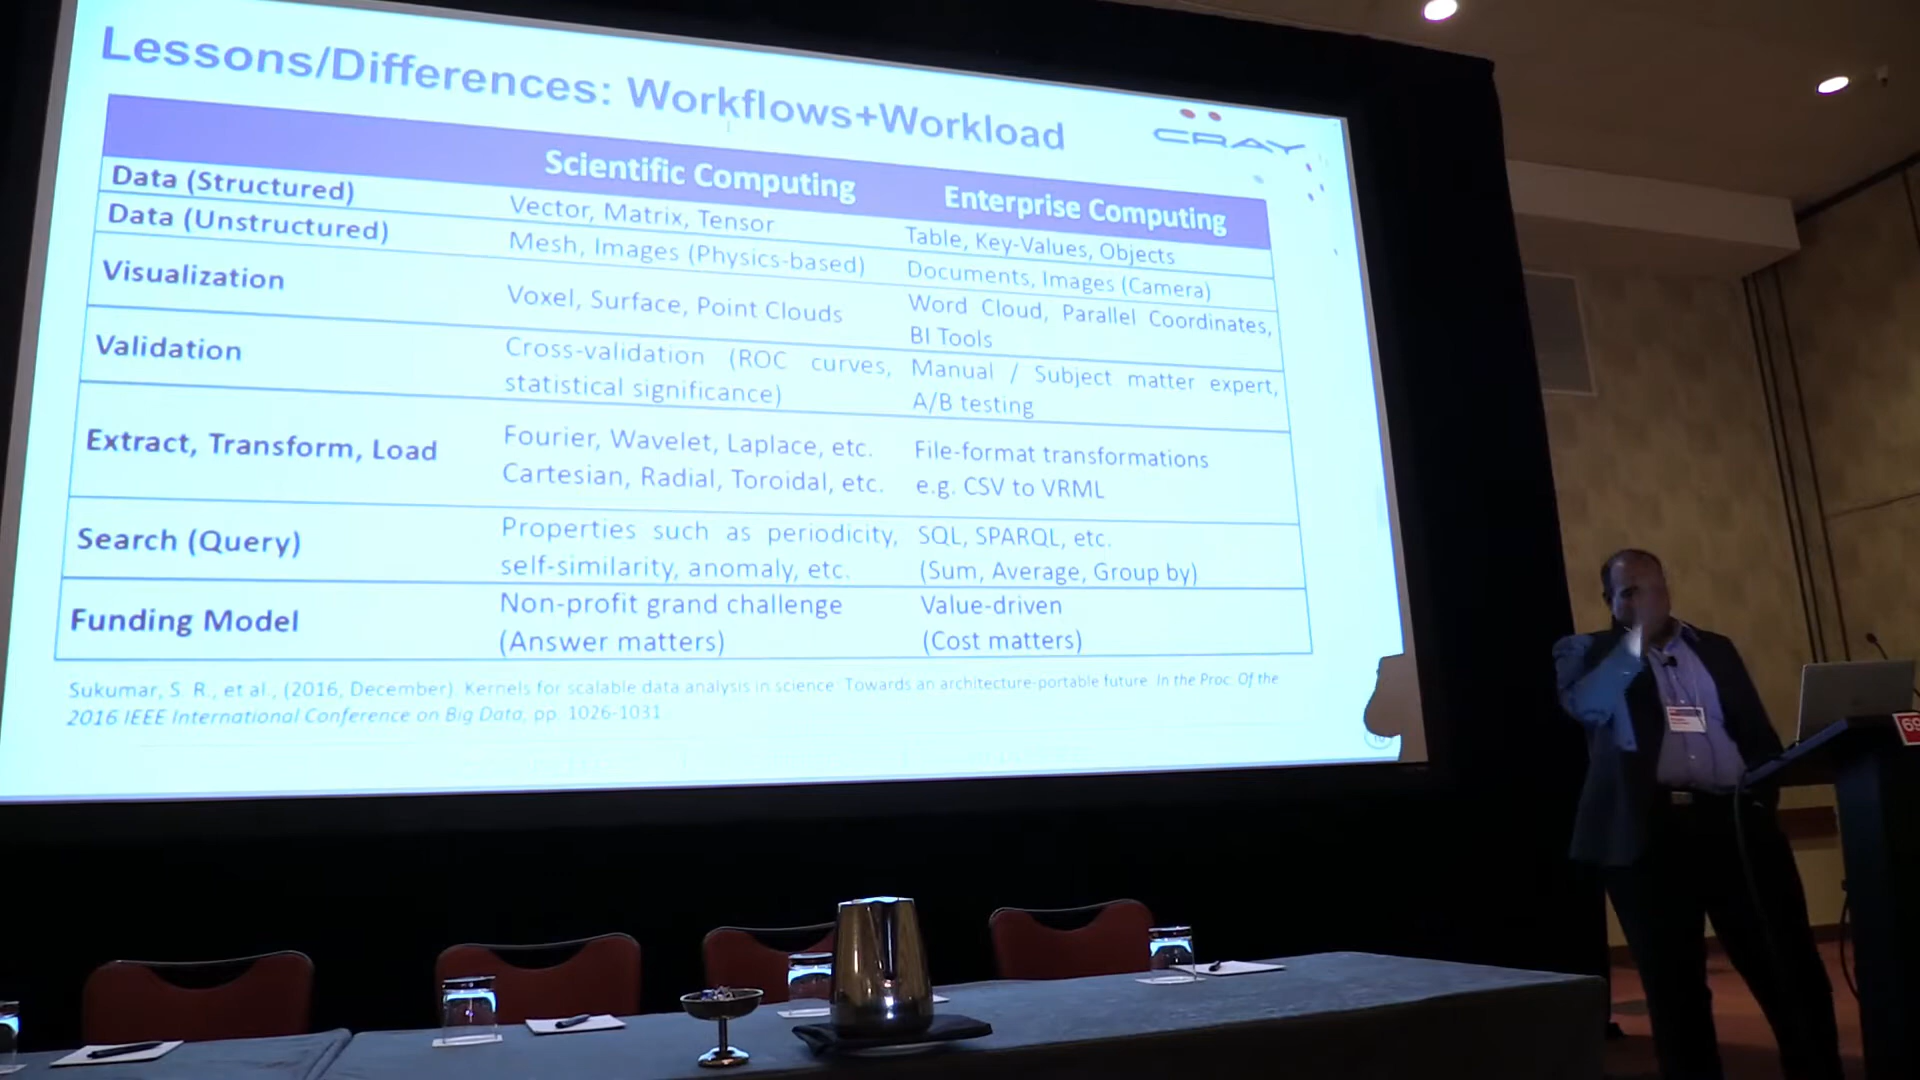 Lessons/Differences: Workflows+Workload
CRAY
Scientific Computing Enterprise Computing
Data (Structured) Vector, Matrix, Tensor Table, Key-Values, Objects
Data (Unstructured) Mesh, Images (Physics-based) Documents, Images (Camera)
Visualization Voxel, Surface, Point Clouds Word Cloud, Parallel Coordinates,
BI Tools
Validation Cross-validation (ROC curves, Manual / Subject matter expert,
statistical significance) A/B testing
Extract, Transform, Load Fourier, Wavelet, Laplace, etc. File-format transformations
Cartesian, Radial, Toroidal, etc. e.g. CSV to VRML
Search (Query) Properties such as periodicity, SQL, SPARQL, etc.
self-similarity, anomaly, etc. (Sum, Average, Group by)
Funding Model Non-profit grand challenge Value-driven
(Answer matters) (Cost matters)
Sukumar, S. R., et al., (2016, December). Kernels for scalable data analysis in science: Towards an architecture-portable future. In the Proc. Of the
2016 IEEE International Conference on Big Data, pp. 1026-1031
69